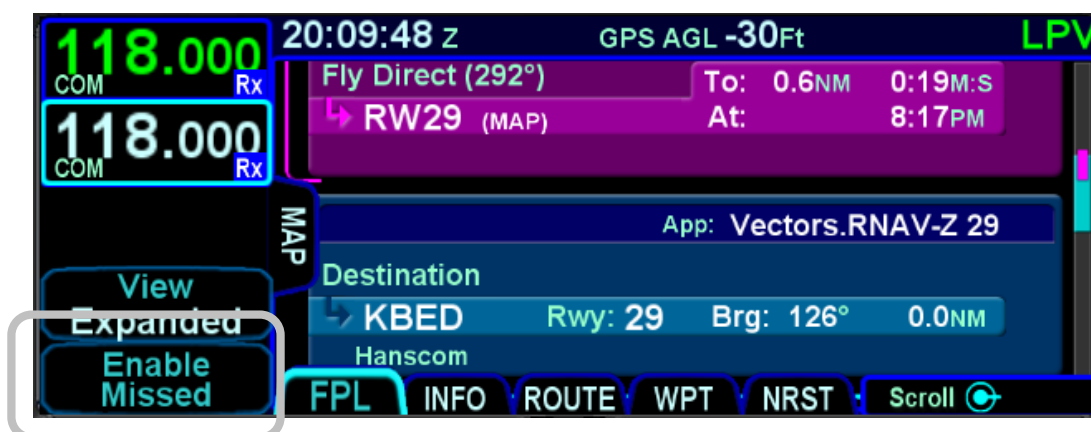 118.000
COM Rx
118.000
COM Rx
20:09:48 Z GPS AGL -30Ft LPV
Fly Direct (292°) To: 0.6NM 0:19M:S
RW29 (MAP) At: 8:17PM
MAP
App: Vectors.RNAV-Z 29
Destination
KBED Rwy: 29 Brg: 126° 0.0NM
Hanscom
View
Expanded
Enable
Missed
FPL INFO ROUTE WPT NRST Scroll